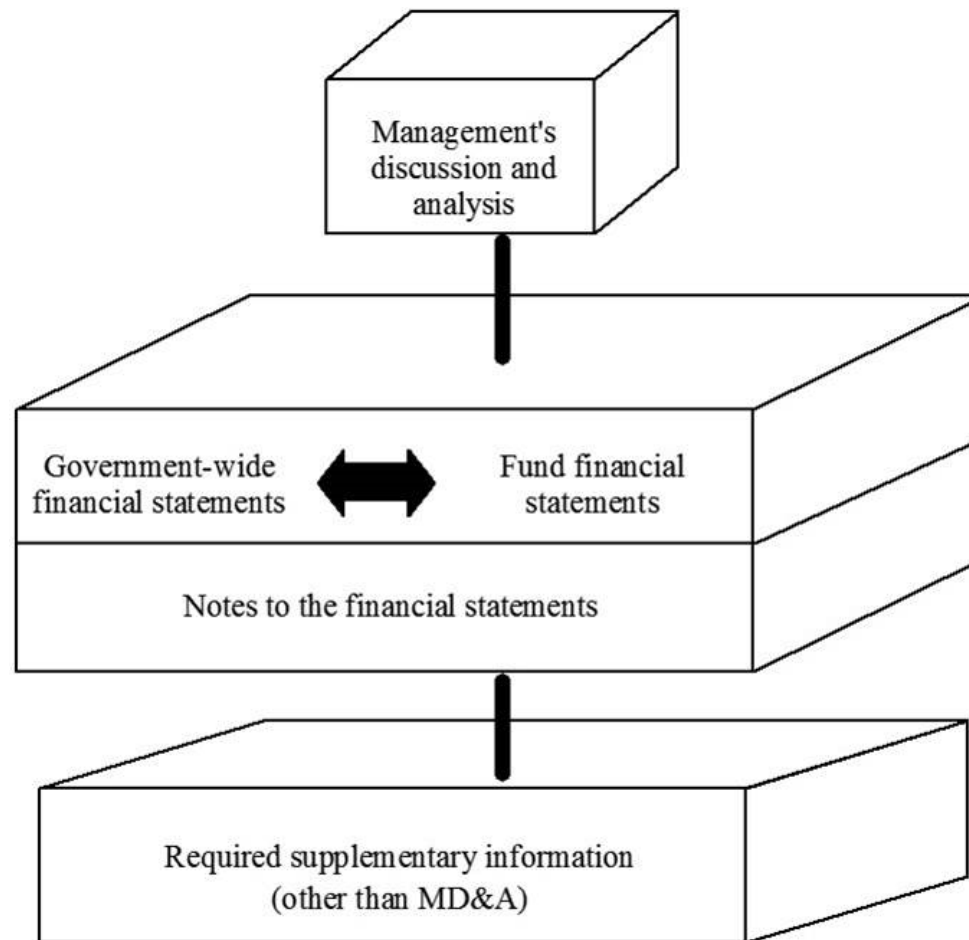 Management's
discussion and
analysis
Government-wide
financial statements
Fund financial
statements
Notes to the financial statements
Required supplementary information
(other than MD&A)